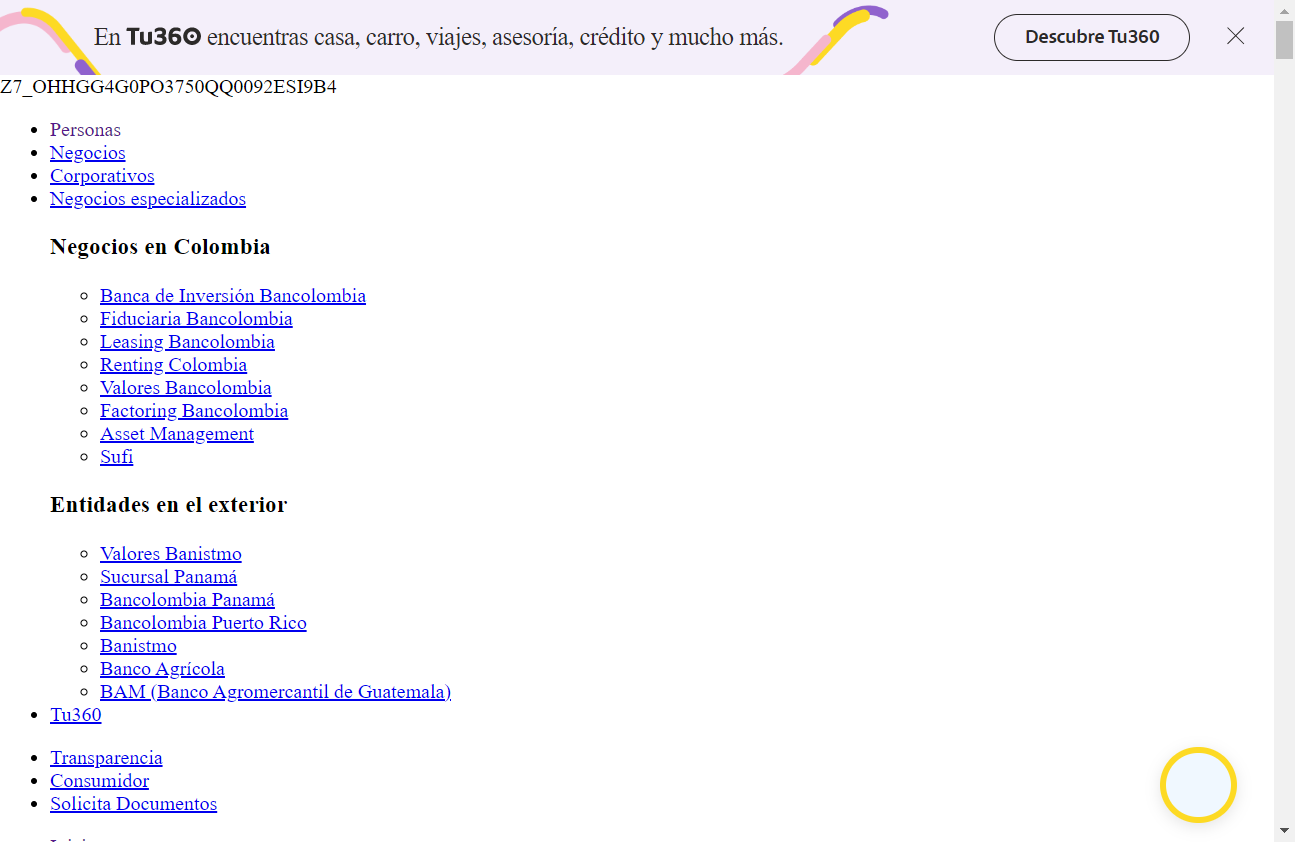 En Tu360 encuentras casa, carro, viajes, asesoría, crédito y mucho más.
Descubre Tu360
Z7_OHHGG4G0PO3750QQ0092ESI9B4
Personas
Negocios
Corporativos
Negocios especializados
Negocios en Colombia
Banca de Inversión Bancolombia
Fiduciaria Bancolombia
Leasing Bancolombia
Renting Colombia
Valores Bancolombia
Factoring Bancolombia
Asset Management
Sufi
Entidades en el exterior
Valores Banistmo
Sucursal Panamá
Bancolombia Panamá
Bancolombia Puerto Rico
Banistmo
Banco Agrícola
BAM (Banco Agromercantil de Guatemala)
Tu360
Transparencia
Consumidor
Solicita Documentos